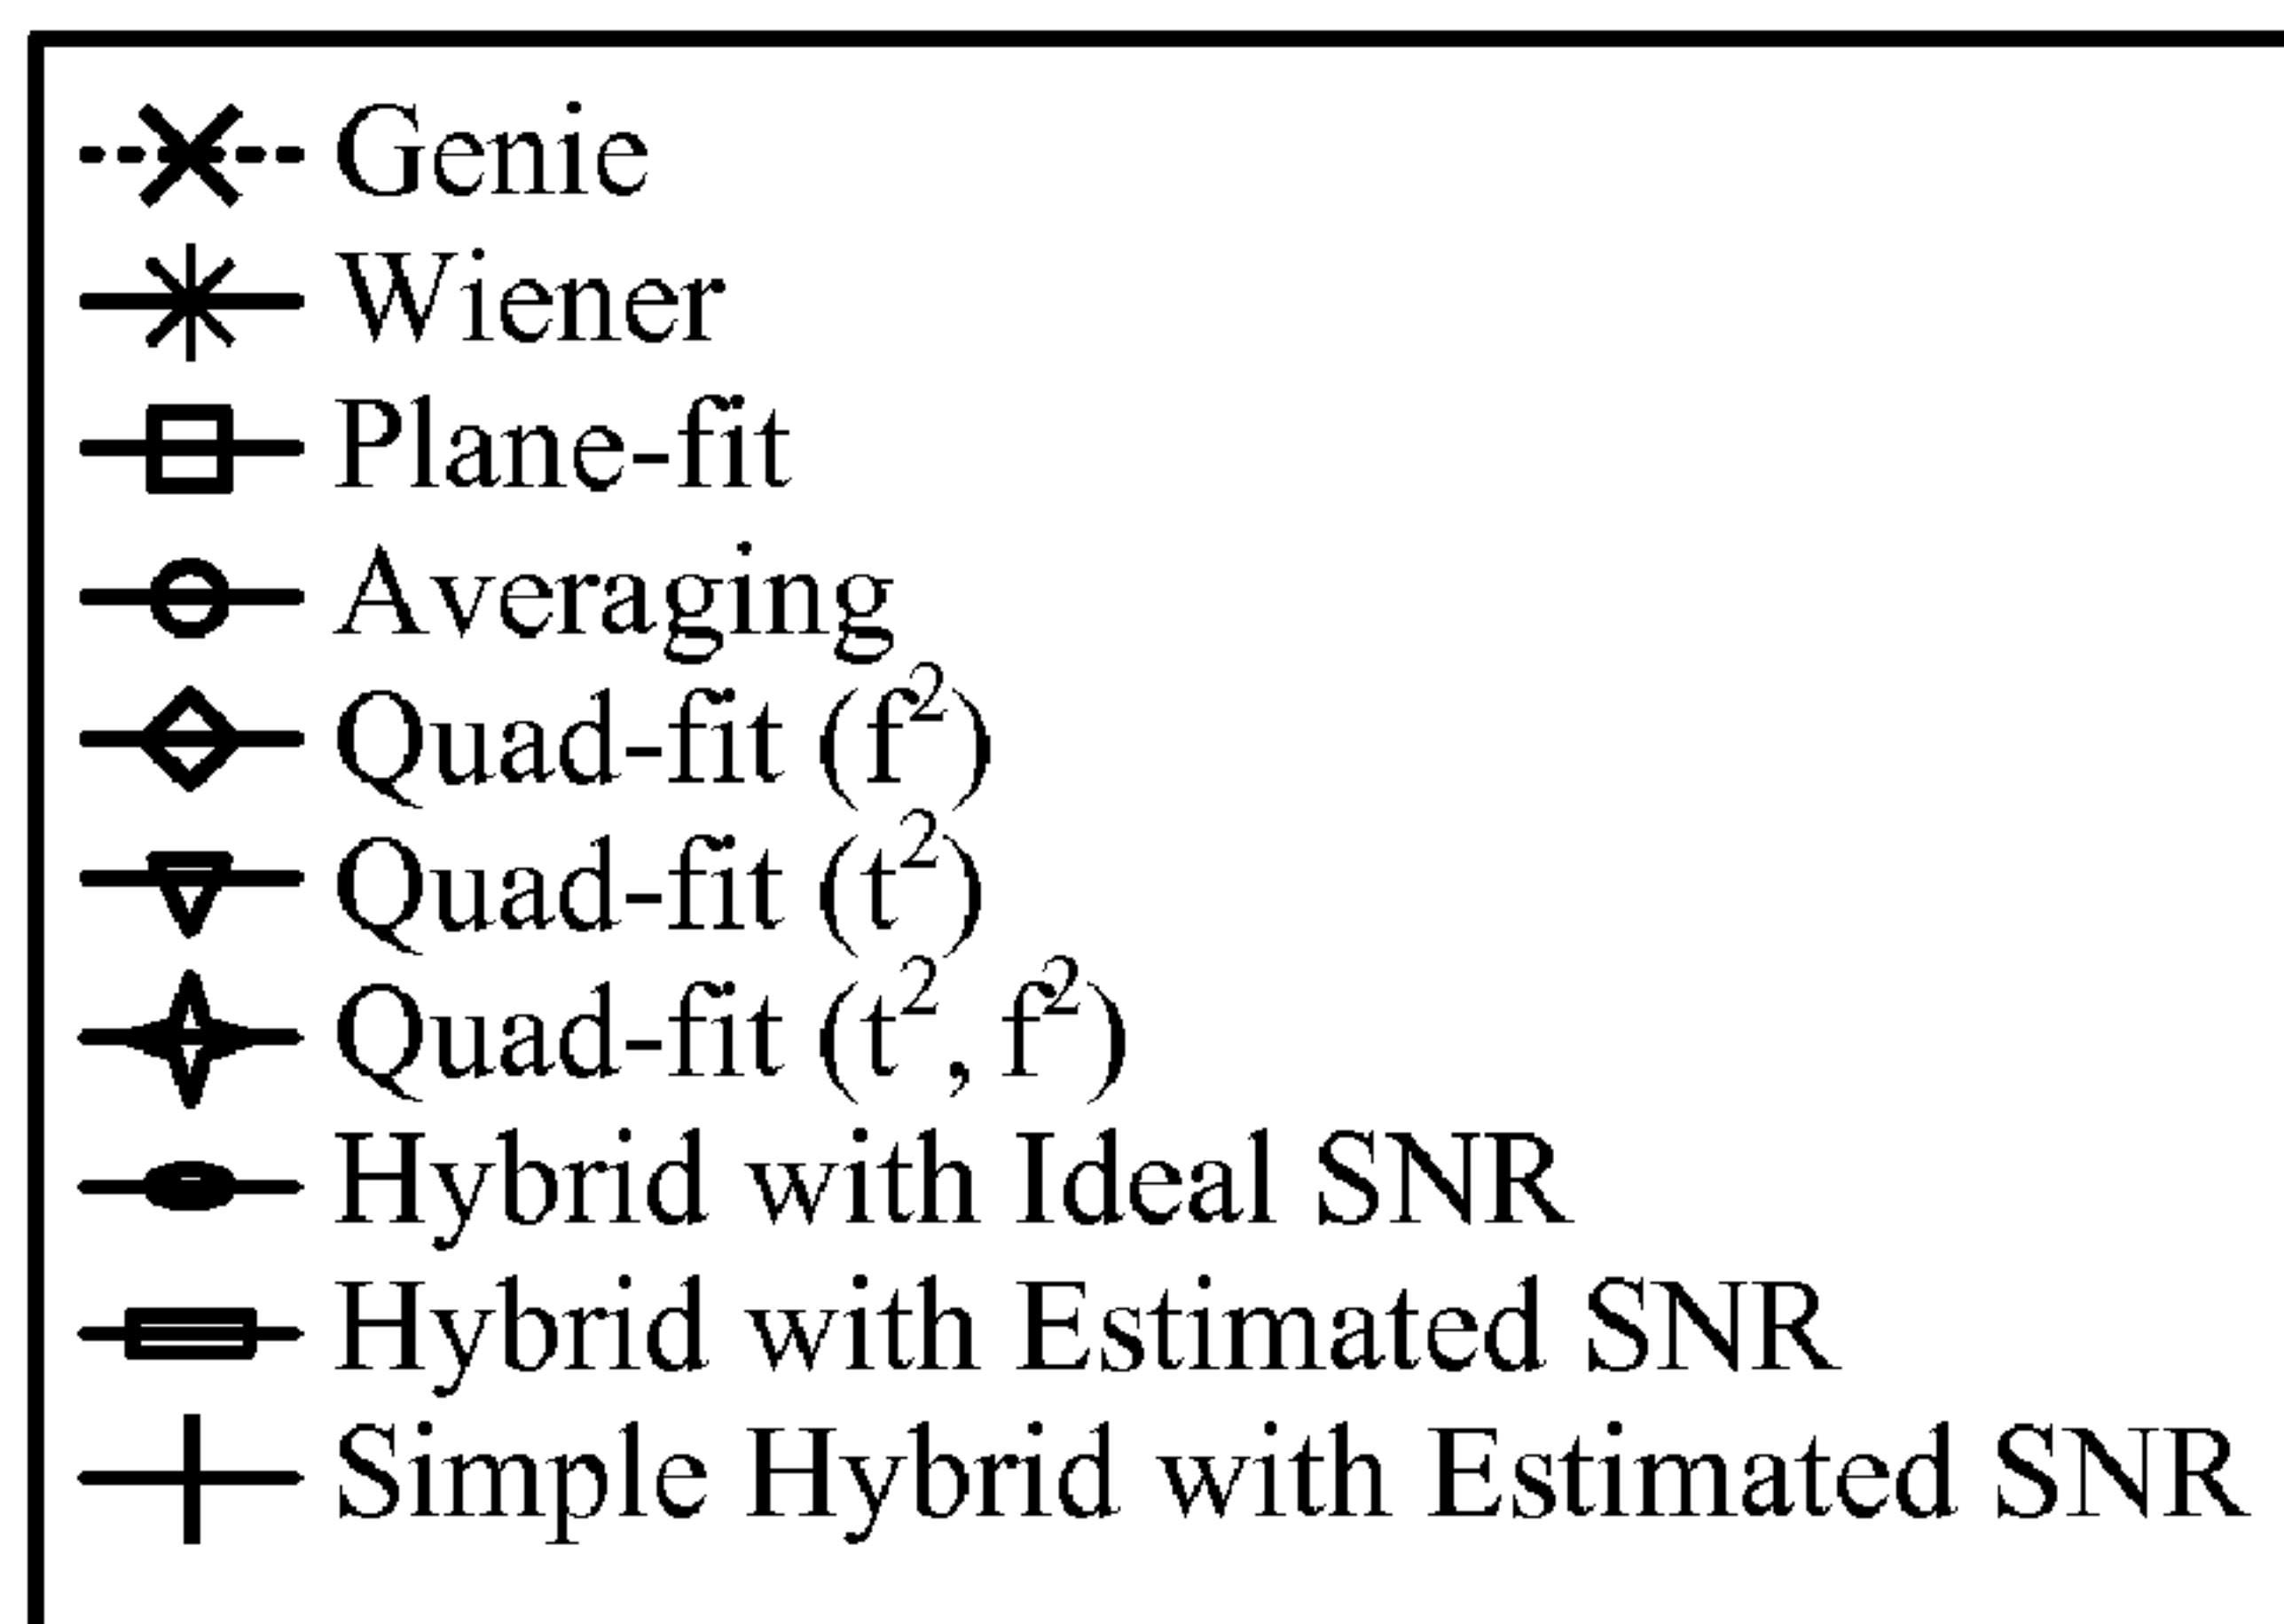 Genie
Wiener
Plane-fit
Averaging
Quad-fit (f²)
Quad-fit (t²)
Quad-fit (t², f²)
Hybrid with Ideal SNR
Hybrid with Estimated SNR
Simple Hybrid with Estimated SNR